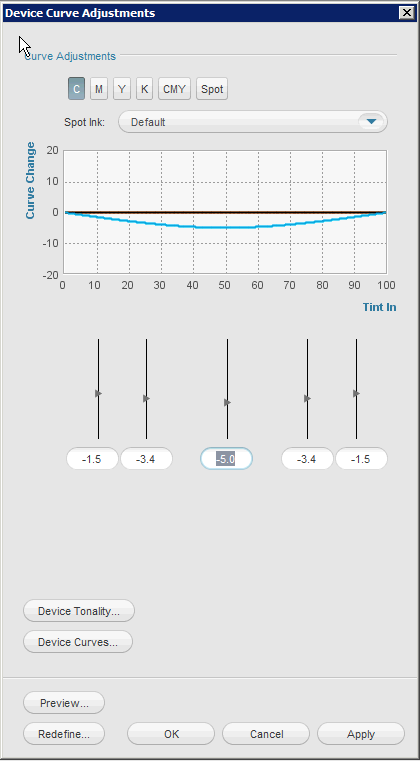 Device Curve Adjustments
Curve Adjustments
C M Y K CMY Spot
Spot Ink: Default
Curve Change
20
10
0
-10
-20
0 10 20 30 40 50 60 70 80 90 100
Tint In
-1.5 -3.4 -5.0 -3.4 -1.5
Device Tonality...
Device Curves...
Preview...
Redefine... OK Cancel Apply